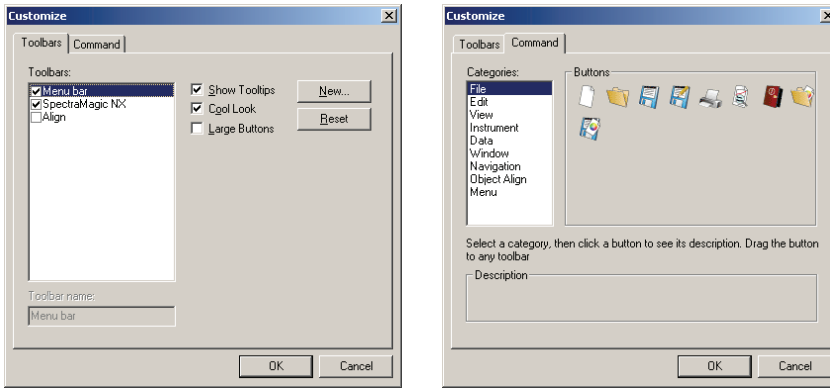 Customize
Toolbars Command
Toolbars:
Menu bar
SpectraMagic NX
Align
Show Tooltips
Cool Look
Large Buttons
New...
Reset
Toolbar name:
Menu bar
OK Cancel
Customize
Toolbars Command
Categories:
File
Edit
View
Instrument
Data
Window
Navigation
Object Align
Menu
Buttons
Select a category, then click a button to see its description. Drag the button
to any toolbar
Description
OK Cancel